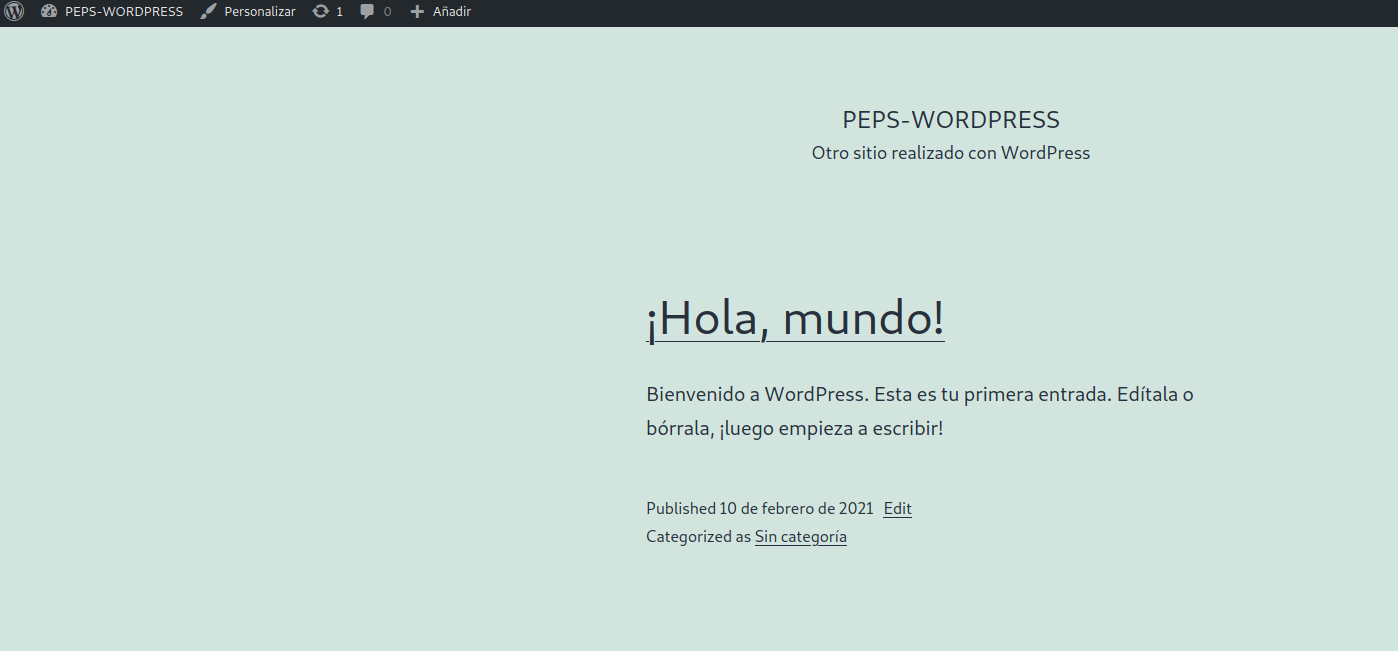 PEPS-WORDPRESS Personalizar 1 0 Añadir
PEPS-WORDPRESS
Otro sitio realizado con WordPress
¡Hola, mundo!
Bienvenido a WordPress. Esta es tu primera entrada. Edítala o
bórrala, ¡luego empieza a escribir!
Published 10 de febrero de 2021 Edit
Categorized as Sin categoría